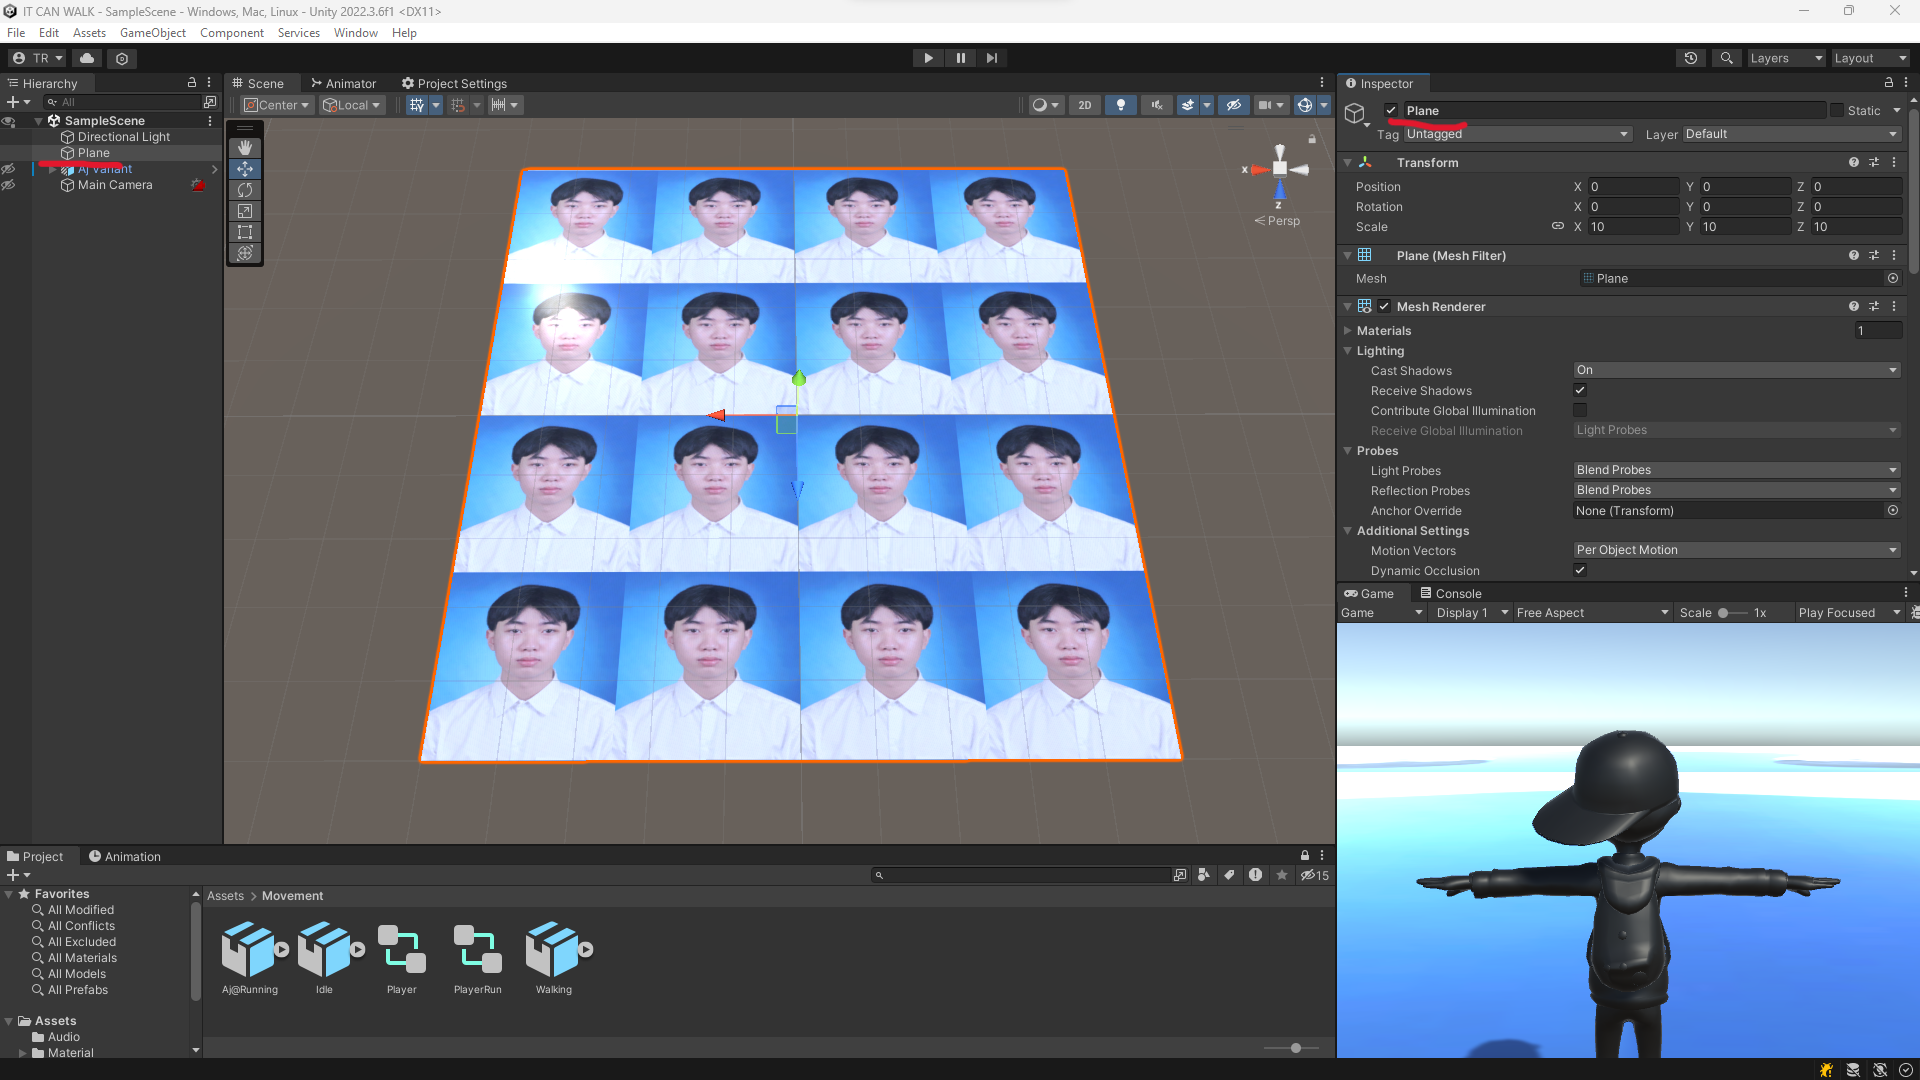 IT CAN WALK - SampleScene - Windows, Mac, Linux - Unity 2022.3.6f1 <DX11>
File Edit Assets GameObject Component Services Window Help
TR
Layers Layout
Hierarchy
All
SampleScene
Directional Light
Plane
Aj Variant
Main Camera
Scene Animator Project Settings
Center Local 2D
x
z
< Persp
Inspector
Plane Static
Tag Untagged Layer Default
Transform
Position X 0 Y 0 Z 0
Rotation X 0 Y 0 Z 0
Scale X 10 Y 10 Z 10
Plane (Mesh Filter)
Mesh Plane
Mesh Renderer
Materials 1
Lighting
Cast Shadows On
Receive Shadows
Contribute Global Illumination
Receive Global Illumination Light Probes
Probes
Light Probes Blend Probes
Reflection Probes Blend Probes
Anchor Override None (Transform)
Additional Settings
Motion Vectors Per Object Motion
Dynamic Occlusion
Game Console
Game Display 1 Free Aspect Scale 1x Play Focused
Project Animation
15
Favorites
All Modified
All Conflicts
All Excluded
All Materials
All Models
All Prefabs
Assets
Audio
Material
Assets > Movement
Aj@Running Idle Player PlayerRun Walking